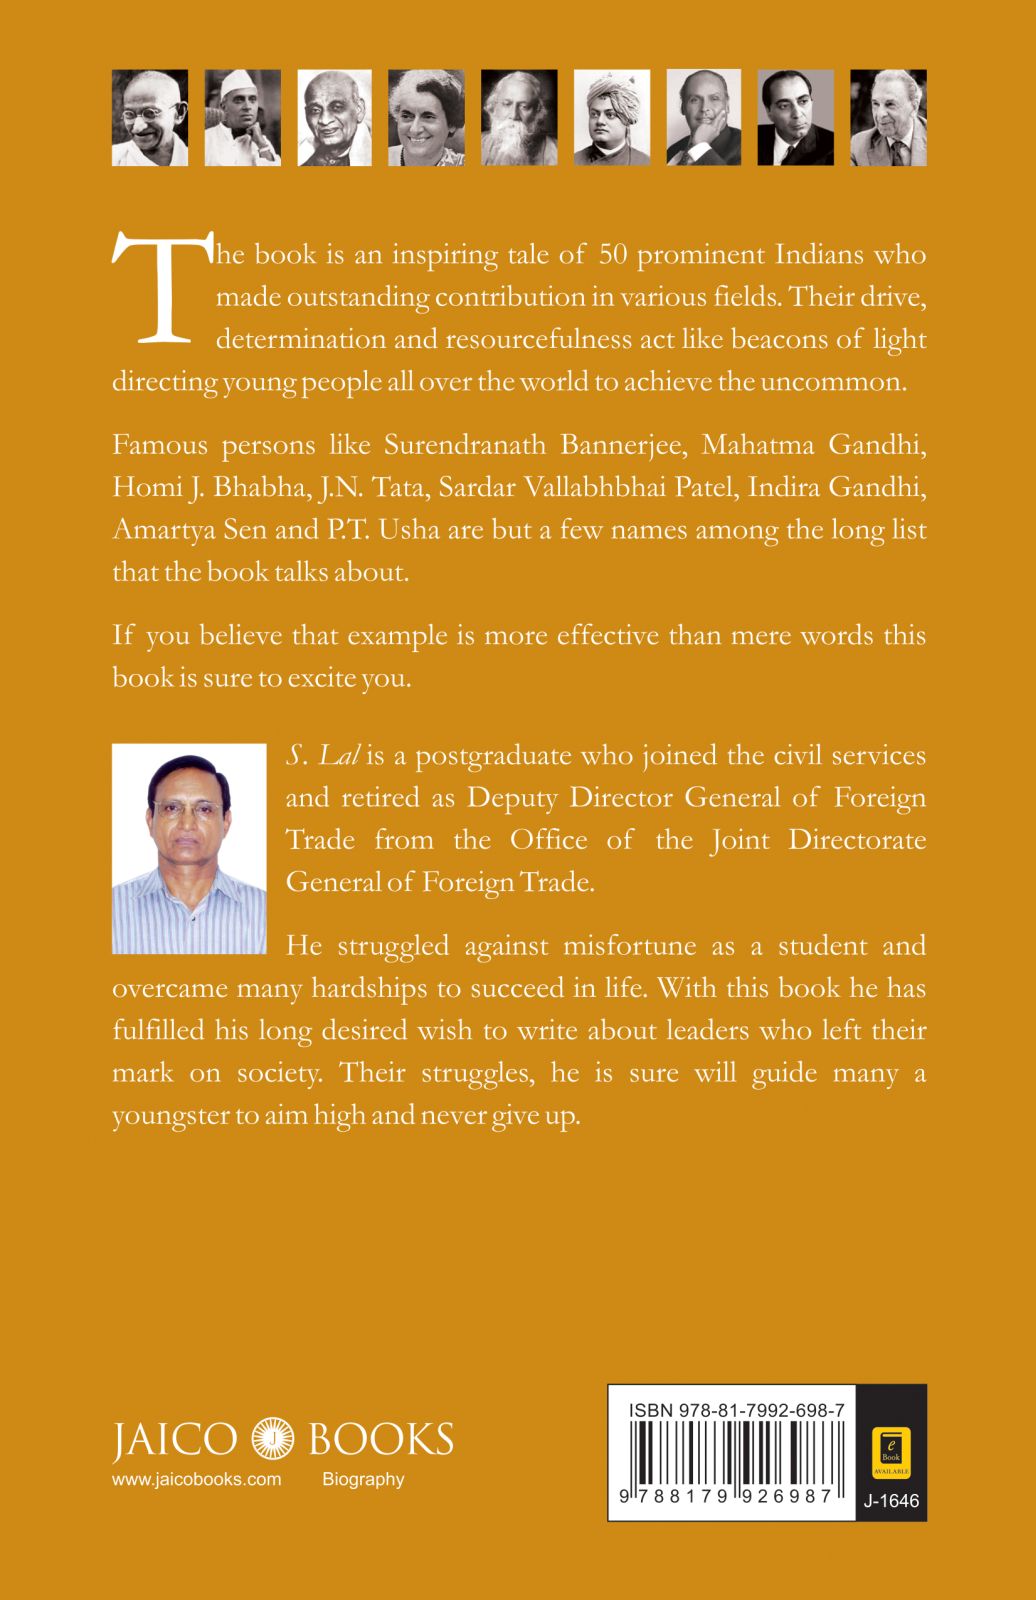 The book is an inspiring tale of 50 prominent Indians who
made outstanding contribution in various fields. Their drive,
determination and resourcefulness act like beacons of light
directing young people all over the world to achieve the uncommon.
Famous persons like Surendranath Bannerjee, Mahatma Gandhi,
Homi J. Bhabha, J.N. Tata, Sardar Vallabhbhai Patel, Indira Gandhi,
Amartya Sen and P.T. Usha are but a few names among the long list
that the book talks about.
If you believe that example is more effective than mere words this
book is sure to excite you.
S. Lal is a postgraduate who joined the civil services
and retired as Deputy Director General of Foreign
Trade from the Office of the Joint Directorate
General of Foreign Trade.
He struggled against misfortune as a student and
overcame many hardships to succeed in life. With this book he has
fulfilled his long desired wish to write about leaders who left their
mark on society. Their struggles, he is sure will guide many a
youngster to aim high and never give up.
JAICO J BOOKS
www.jaicobooks.com Biography
ISBN 978-81-7992-698-7
9 788179 926987
e
Book
AVAILABLE
J-1646